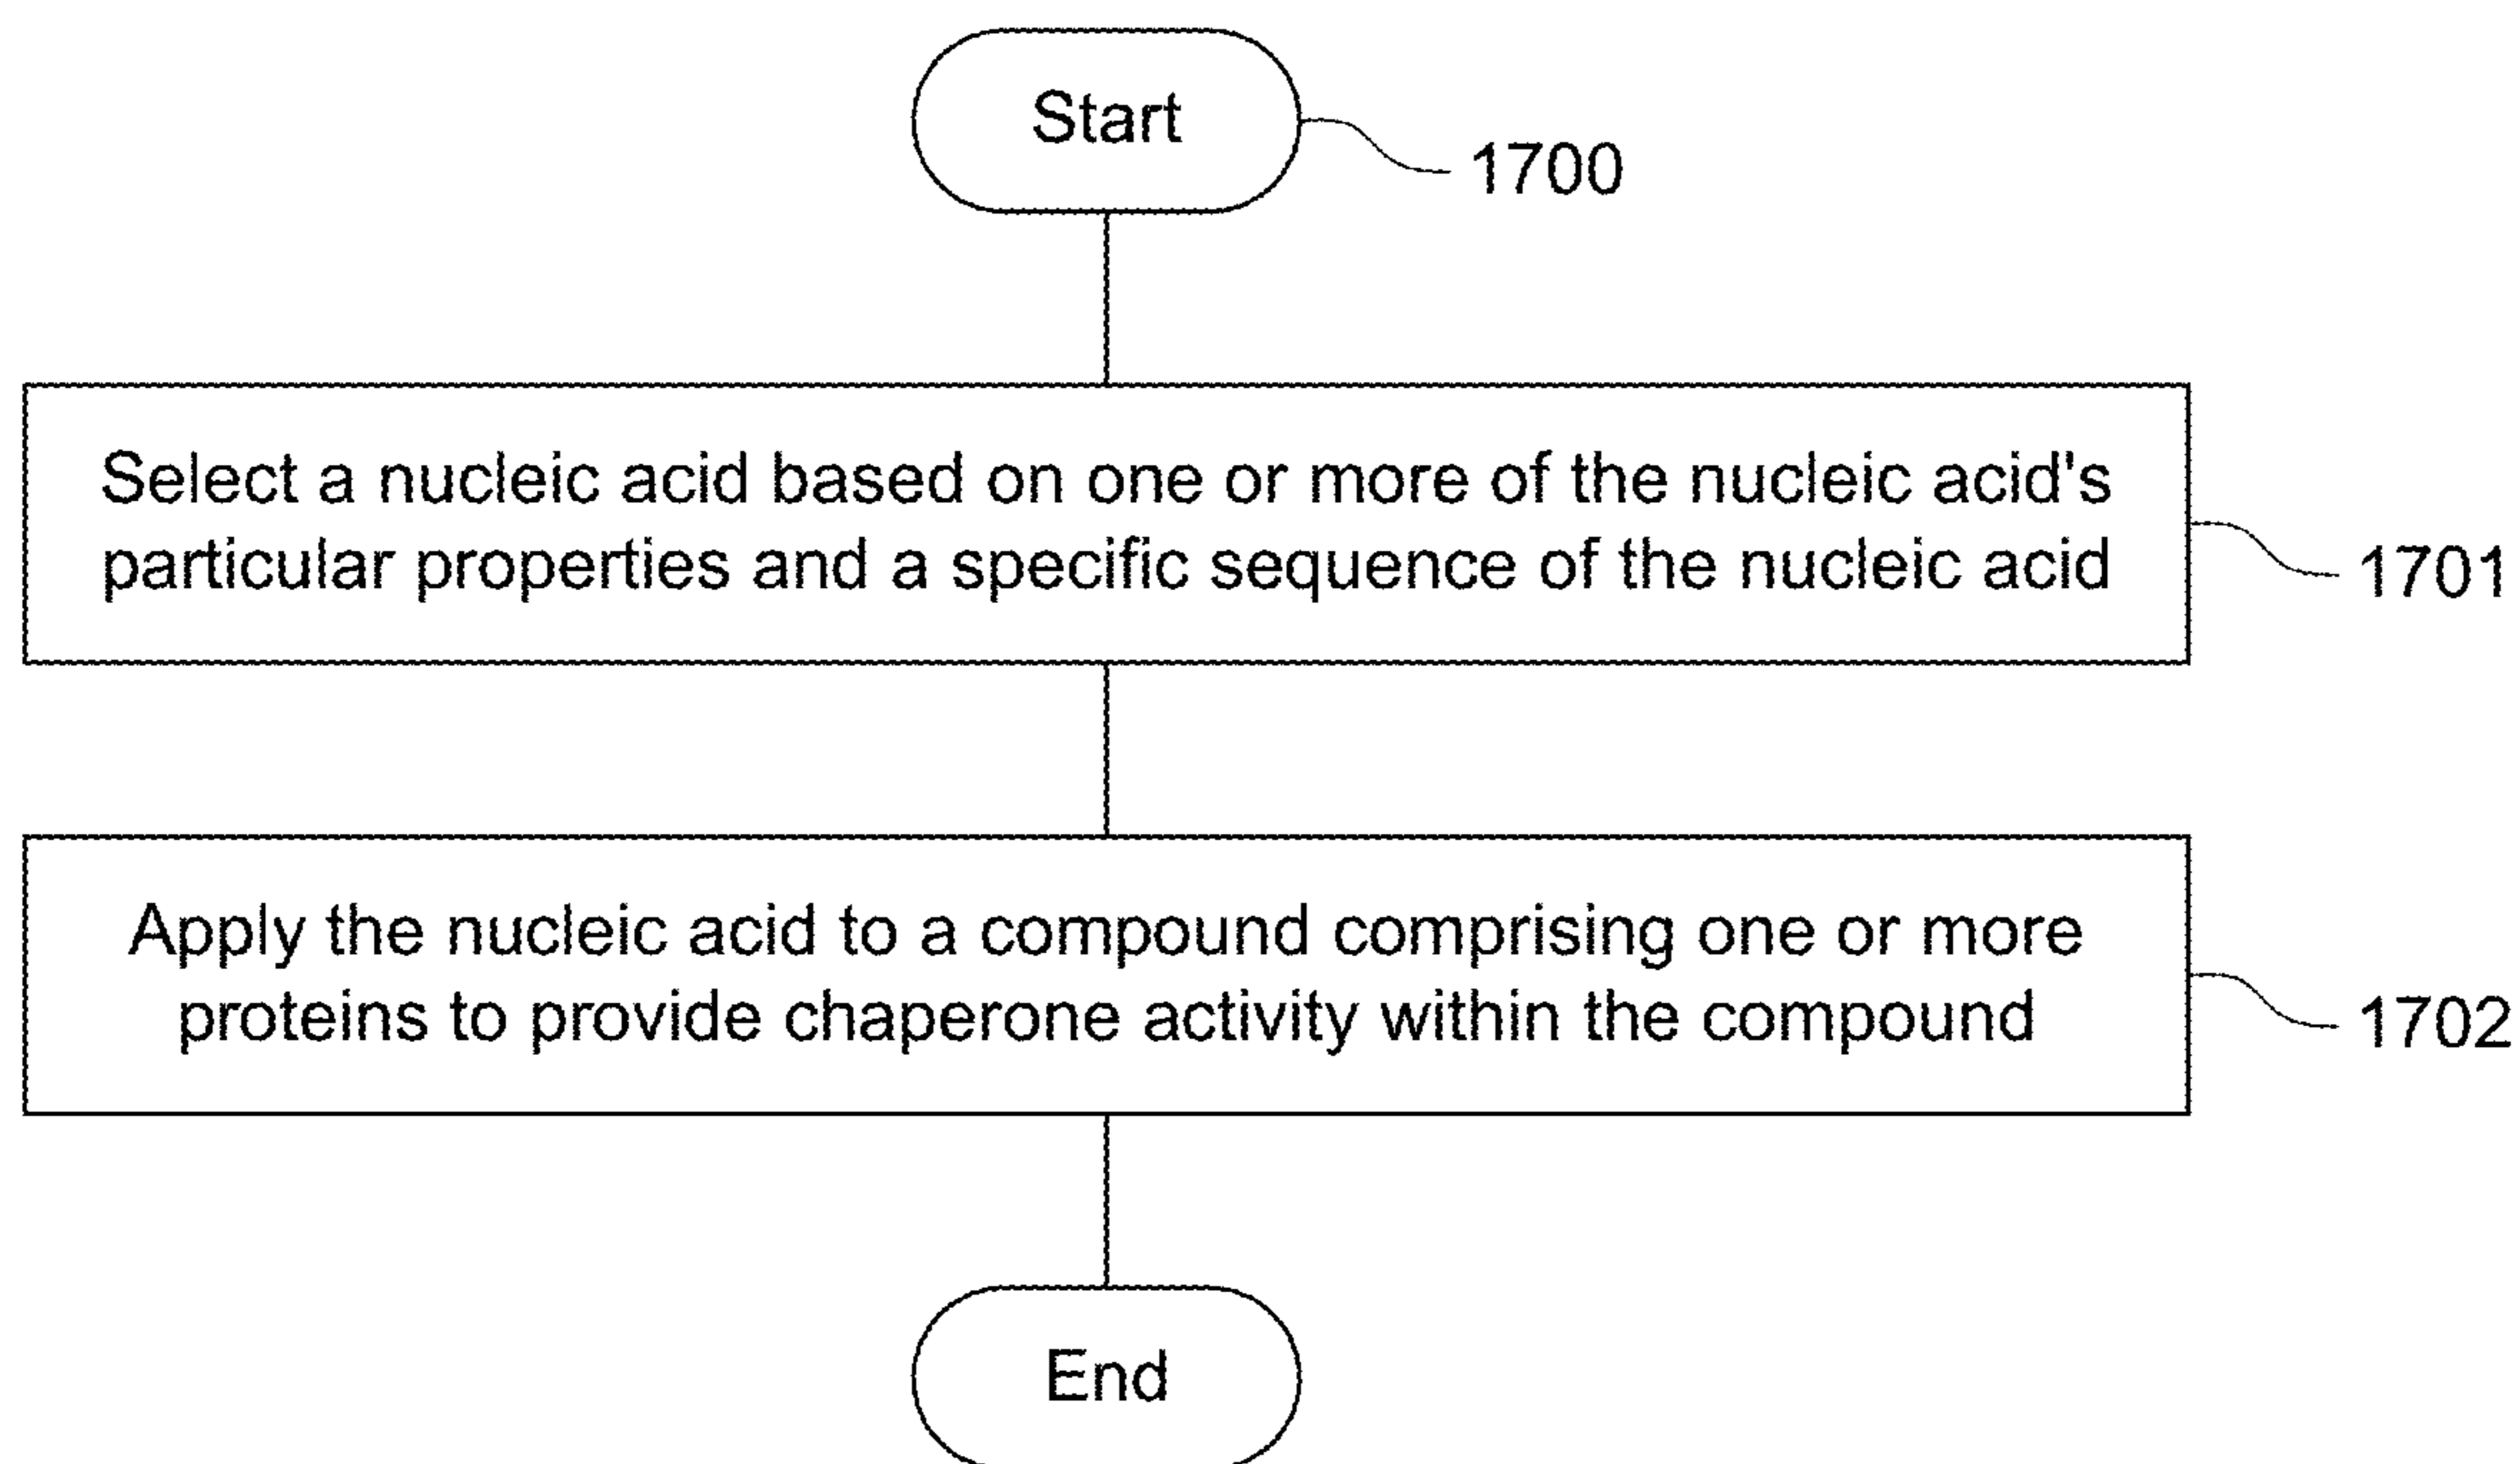 Start
1700
Select a nucleic acid based on one or more of the nucleic acid's
particular properties and a specific sequence of the nucleic acid
1701
Apply the nucleic acid to a compound comprising one or more
proteins to provide chaperone activity within the compound
1702
End